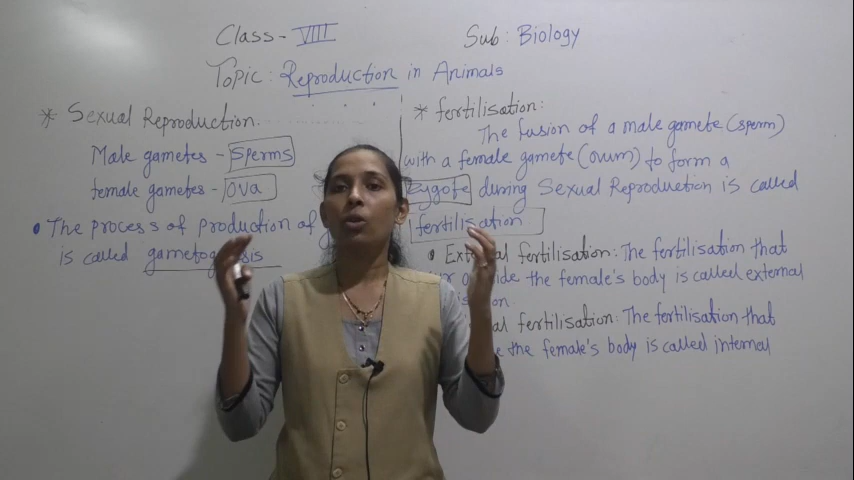 Class - VIII Sub : Biology
Topic : Reproduction in Animals
* Sexual Reproduction.
Male gametes - Sperms
female gametes - Ova
• The process of production of
is called gametogenesis
* fertilisation:
The fusion of a male gamete (sperm)
with a female gamete (ovum) to form a
zygote during Sexual Reproduction is called
fertilisation
• External fertilisation: The fertilisation that
the female's body is called external
fertilisation: The fertilisation that
the female's body is called internal